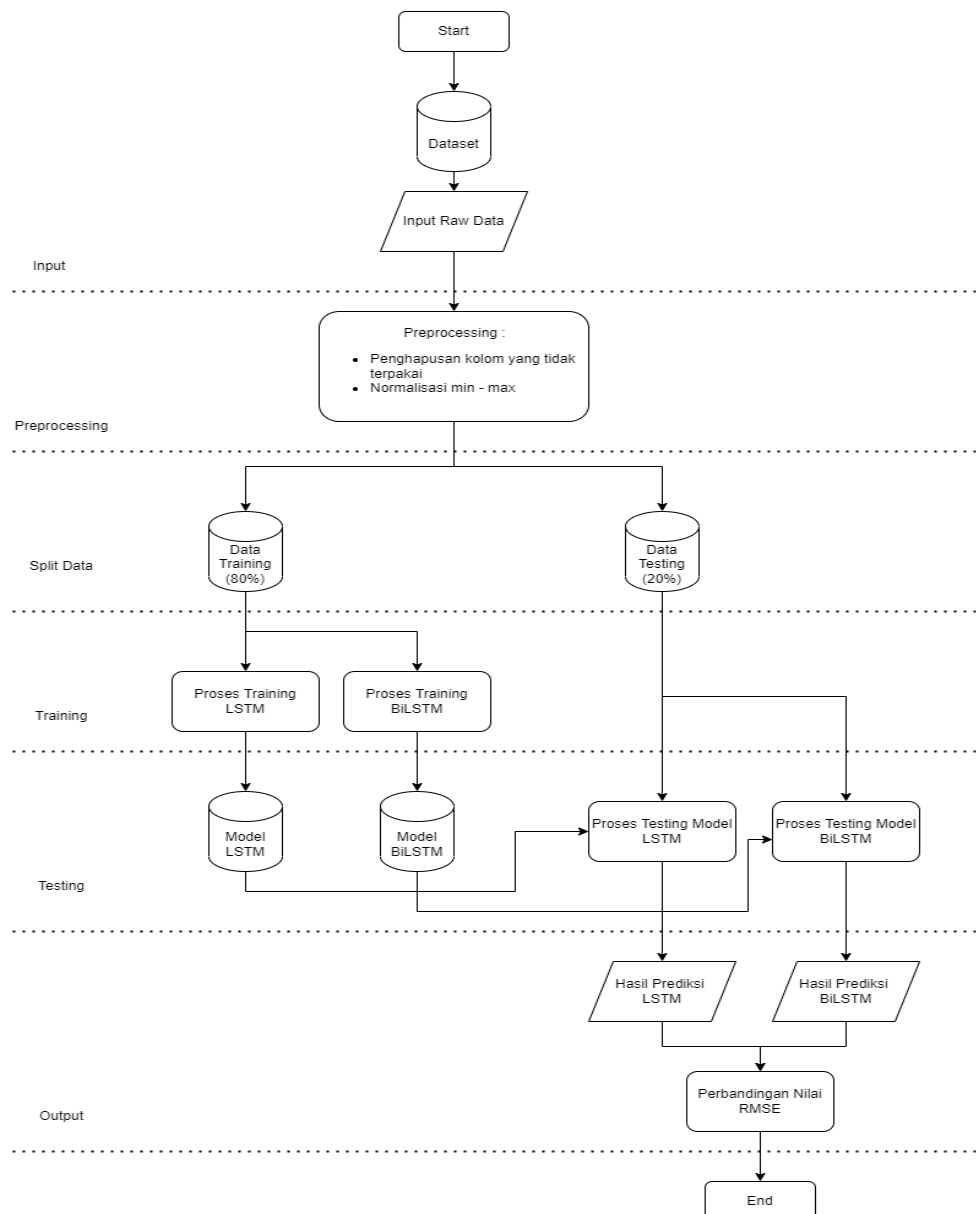 Start
Dataset
Input Raw Data
Input
Preprocessing :
• Penghapusan kolom yang tidak
terpakai
• Normalisasi min - max
Preprocessing
Data
Training
(80%)
Data
Testing
(20%)
Split Data
Proses Training
LSTM
Proses Training
BiLSTM
Training
Model
LSTM
Model
BiLSTM
Proses Testing Model
LSTM
Proses Testing Model
BiLSTM
Testing
Hasil Prediksi
LSTM
Hasil Prediksi
BiLSTM
Perbandingan Nilai
RMSE
Output
End